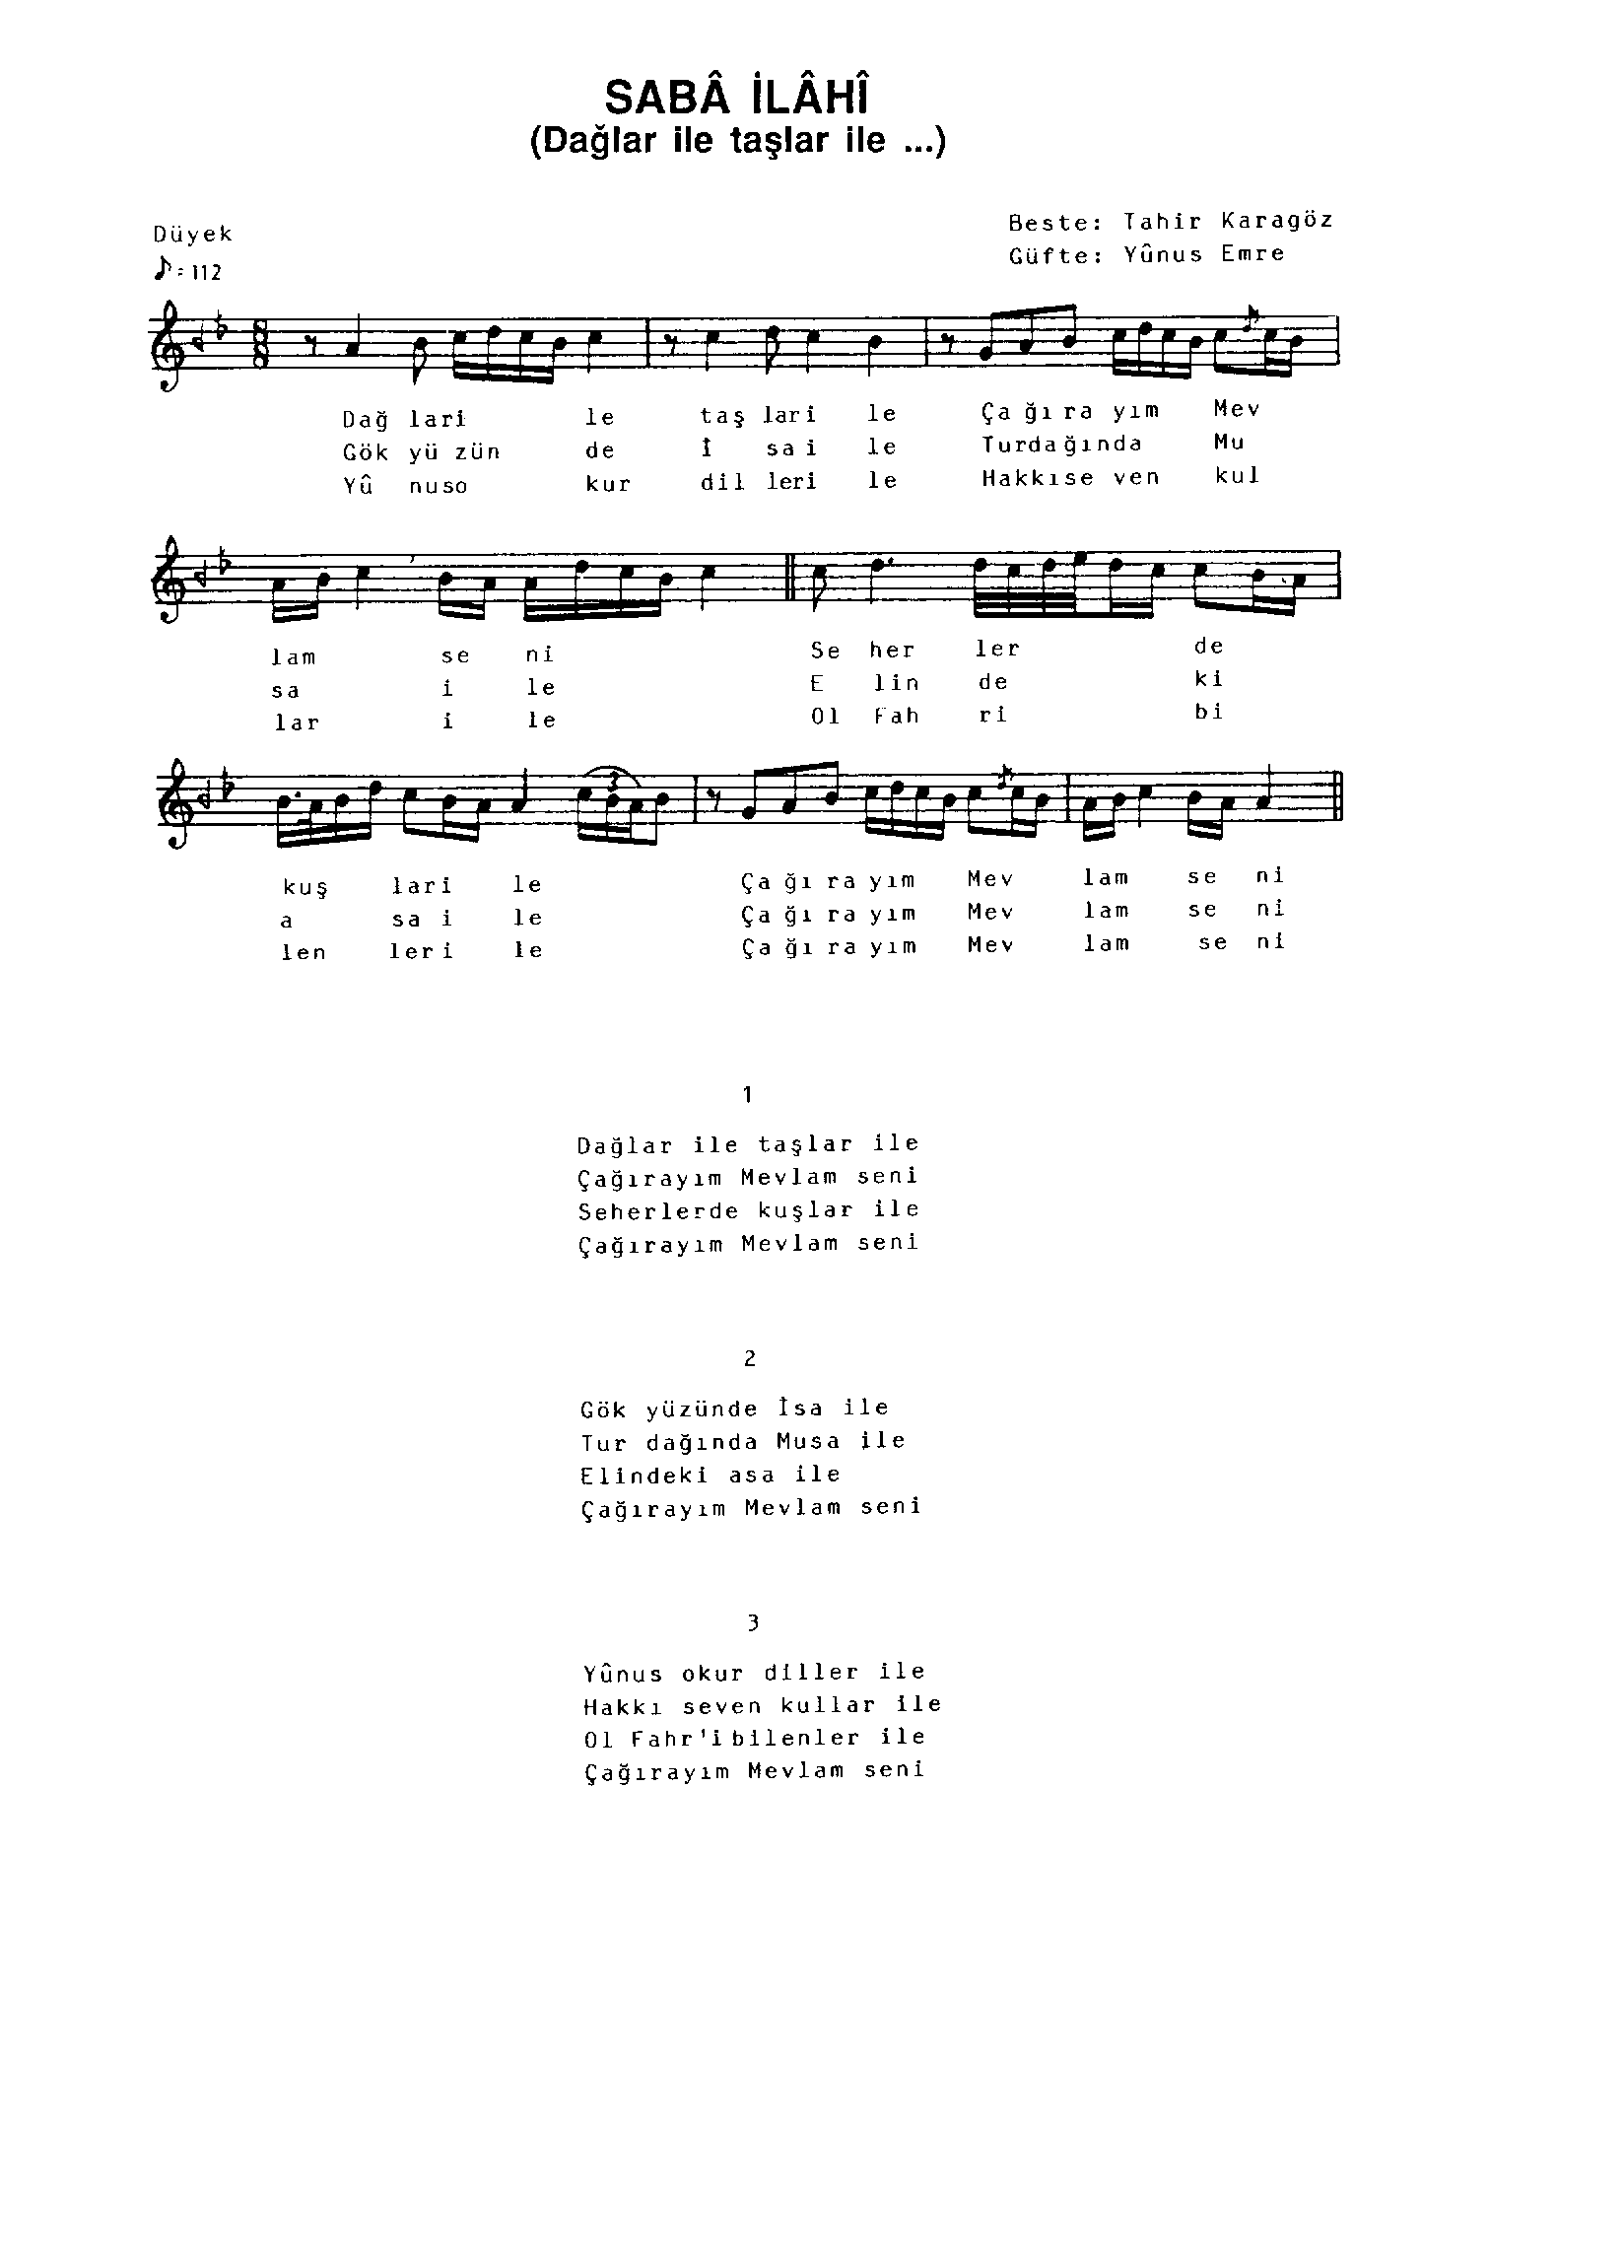 SABÂ İLÂHÎ
(Dağlar ile taşlar ile ...)
Düyek
Beste: Tahir Karagöz
♪=112
Güfte: Yûnus Emre
8
8
Dağ lari le taş lari le Ça ğı ra yım Mev
Gök yü zün de İ sa i le Turdağında Mu
Yû nuso kur dil leri le Hakkıse ven kul
lam se ni Se her ler de
sa i le E lin de ki
lar i le Ol Fah ri bi
3
kuş lari le Ça ğı ra yım Mev lam se ni
a sa i le Ça ğı ra yım Mev lam se ni
len leri le Ça ğı ra yım Mev lam se ni
1
Dağlar ile taşlar ile
Çağırayım Mevlam seni
Seherlerde kuşlar ile
Çağırayım Mevlam seni
2
Gök yüzünde İsa ile
Tur dağında Musa ile
Elindeki asa ile
Çağırayım Mevlam seni
3
Yûnus okur diller ile
Hakkı seven kullar ile
Ol Fahr'i bilenler ile
Çağırayım Mevlam seni